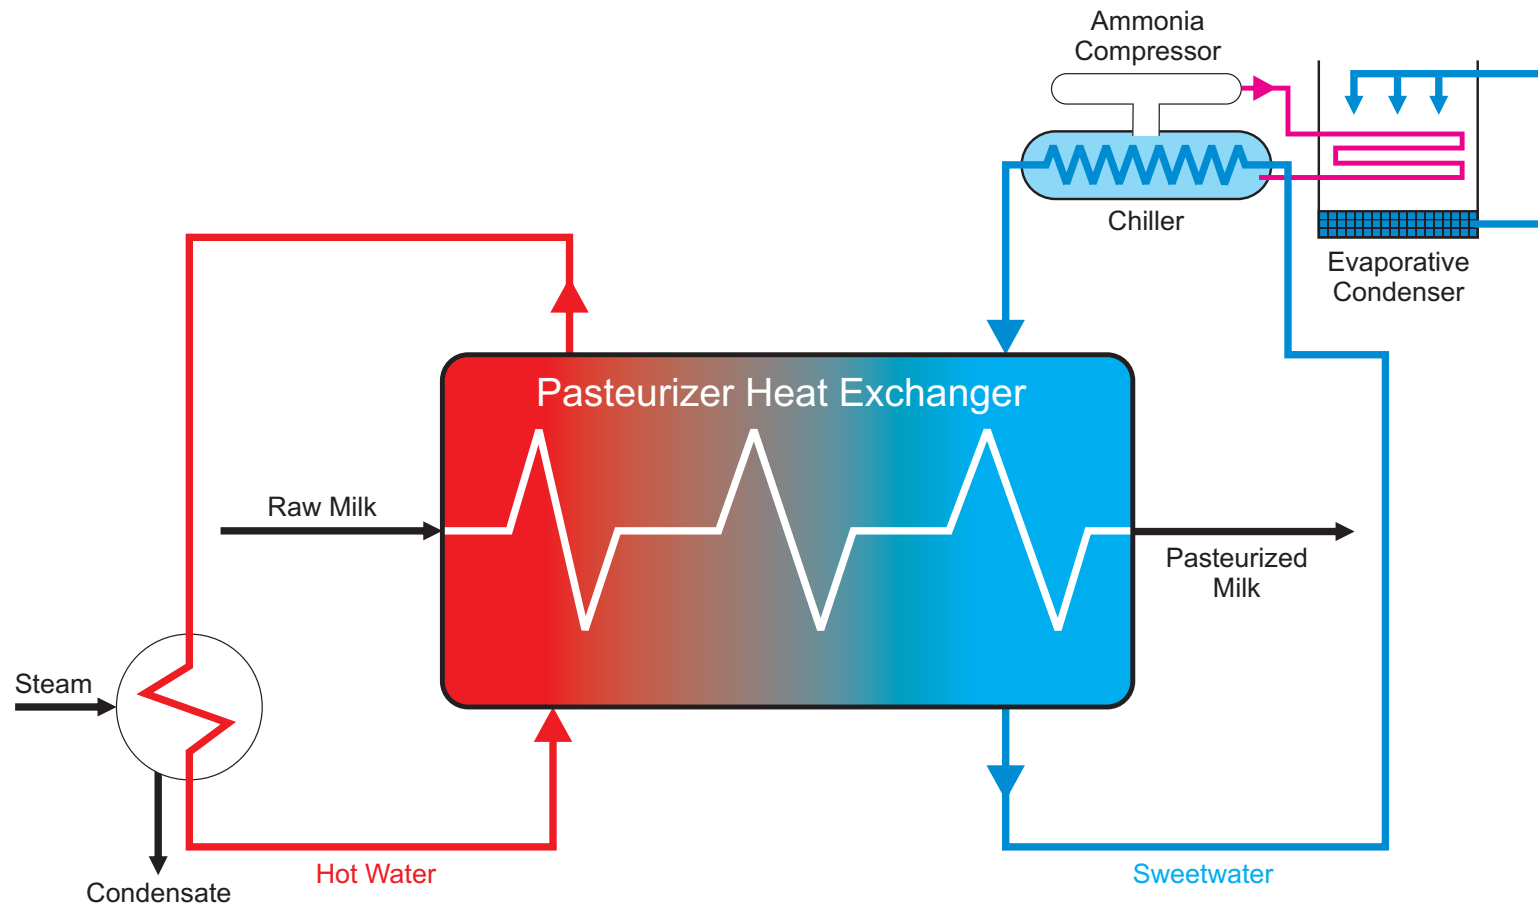 Ammonia
Compressor
Chiller
Evaporative
Condenser
Pasteurizer Heat Exchanger
Raw Milk
Pasteurized
Milk
Steam
Condensate
Hot Water
Sweetwater